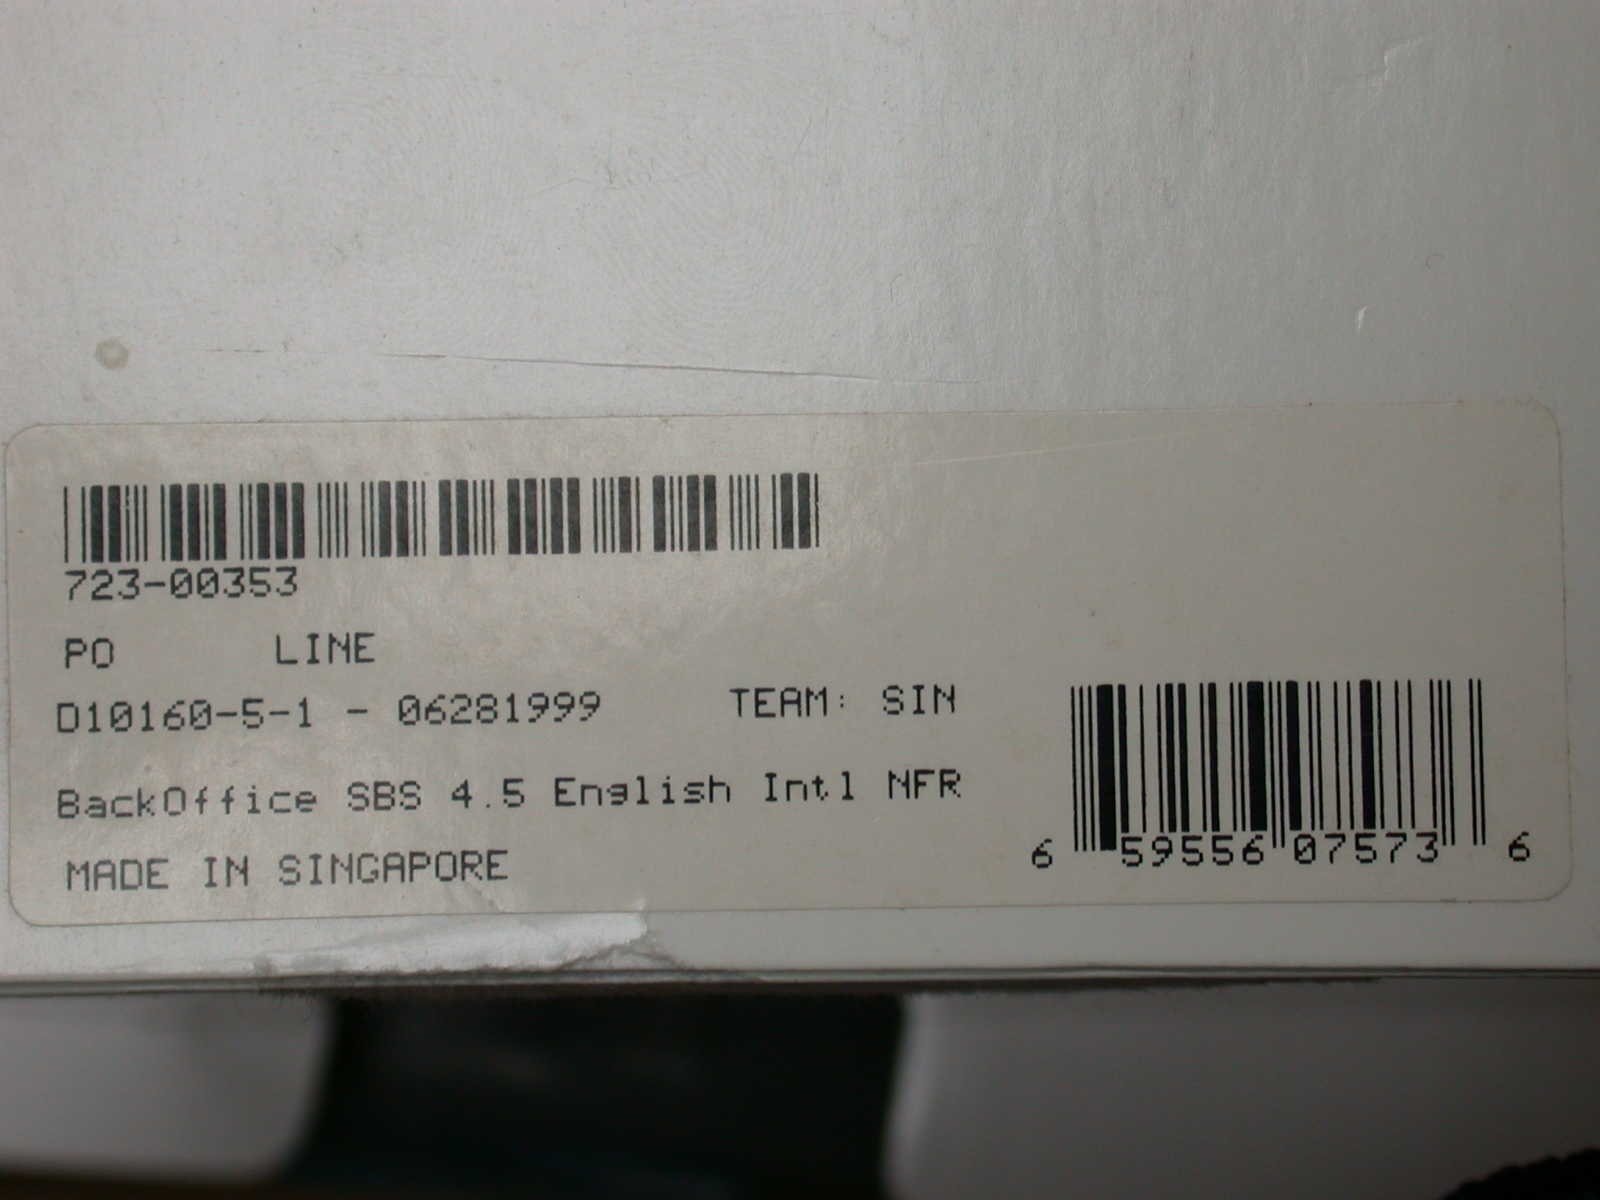 723-00353
PO LINE
D10160-5-1 - 06281999 TEAM: SIN
BackOffice SBS 4.5 English Intl NFR
MADE IN SINGAPORE
6 59556 07573 6